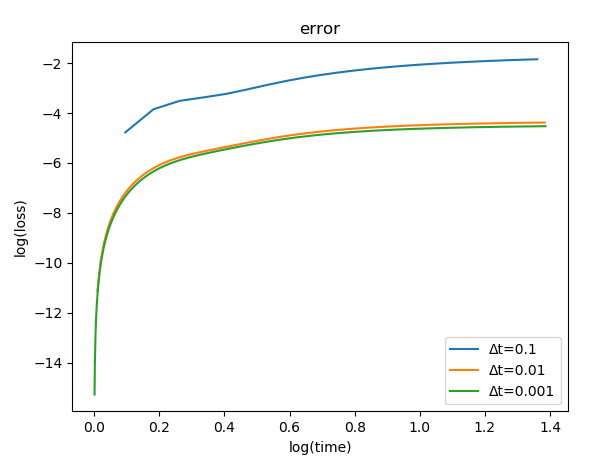 error
log(loss)
−2
−4
−6
−8
−10
−12
−14
0.0 0.2 0.4 0.6 0.8 1.0 1.2 1.4
log(time)
Δt=0.1
Δt=0.01
Δt=0.001